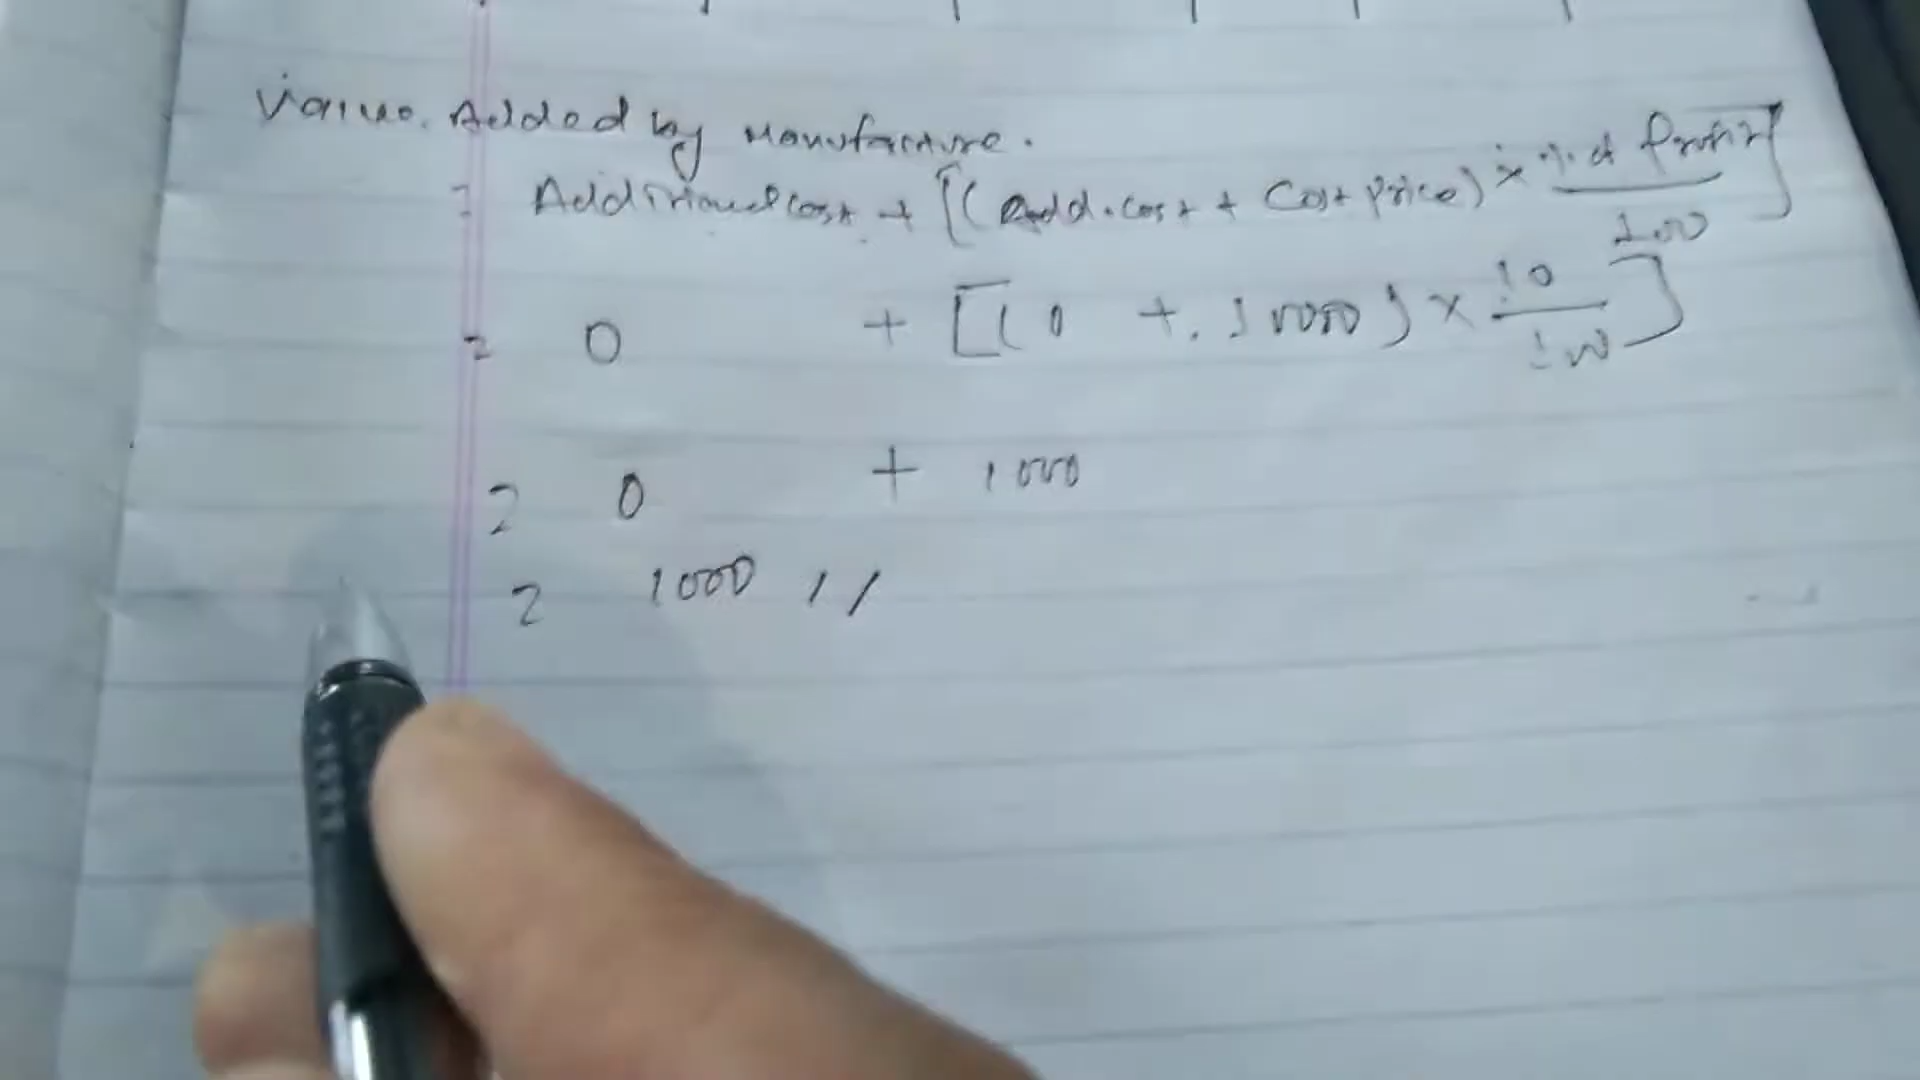 Value. Added by Manufacture.
= Additional cost + [(Add.cost + Cost price) × % of Profit / 100]
= 0 + [(0 + 10000) × 10 / 100]
= 0 + 1000
= 1000 //